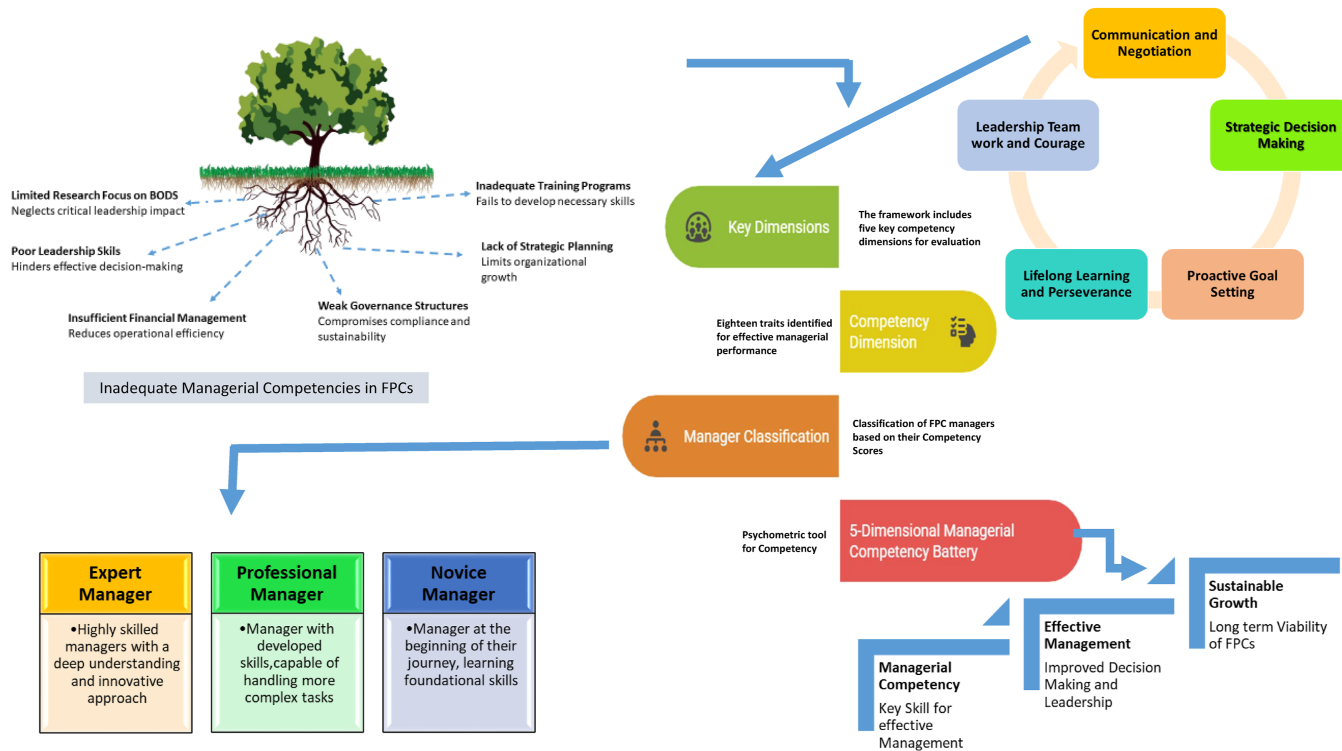 Limited Research Focus on BODS
Neglects critical leadership impact
Poor Leadership Skils
Hinders effective decision-making
Insufficient Financial Management
Reduces operational efficiency
Weak Governance Structures
Compromises compliance and
sustainability
Lack of Strategic Planning
Limits organizational
growth
Inadequate Training Programs
Fails to develop necessary skills
Inadequate Managerial Competencies in FPCs
Communication and
Negotiation
Strategic Decision
Making
Proactive Goal
Setting
Lifelong Learning
and Perseverance
Leadership Team
work and Courage
Key Dimensions
The framework includes
five key competency
dimensions for evaluation
Eighteen traits identified
for effective managerial
performance
Competency
Dimension
Manager Classification
Classification of FPC managers
based on their Competency
Scores
Psychometric tool
for Competency
5-Dimensional Managerial
Competency Battery
Expert
Manager
•Highly skilled
managers with a
deep understanding
and innovative
approach
Professional
Manager
•Manager with
developed
skills,capable of
handling more
complex tasks
Novice
Manager
•Manager at the
beginning of their
journey, learning
foundational skills
Managerial
Competency
Key Skill for
effective
Management
Effective
Management
Improved Decision
Making and
Leadership
Sustainable
Growth
Long term Viability
of FPCs